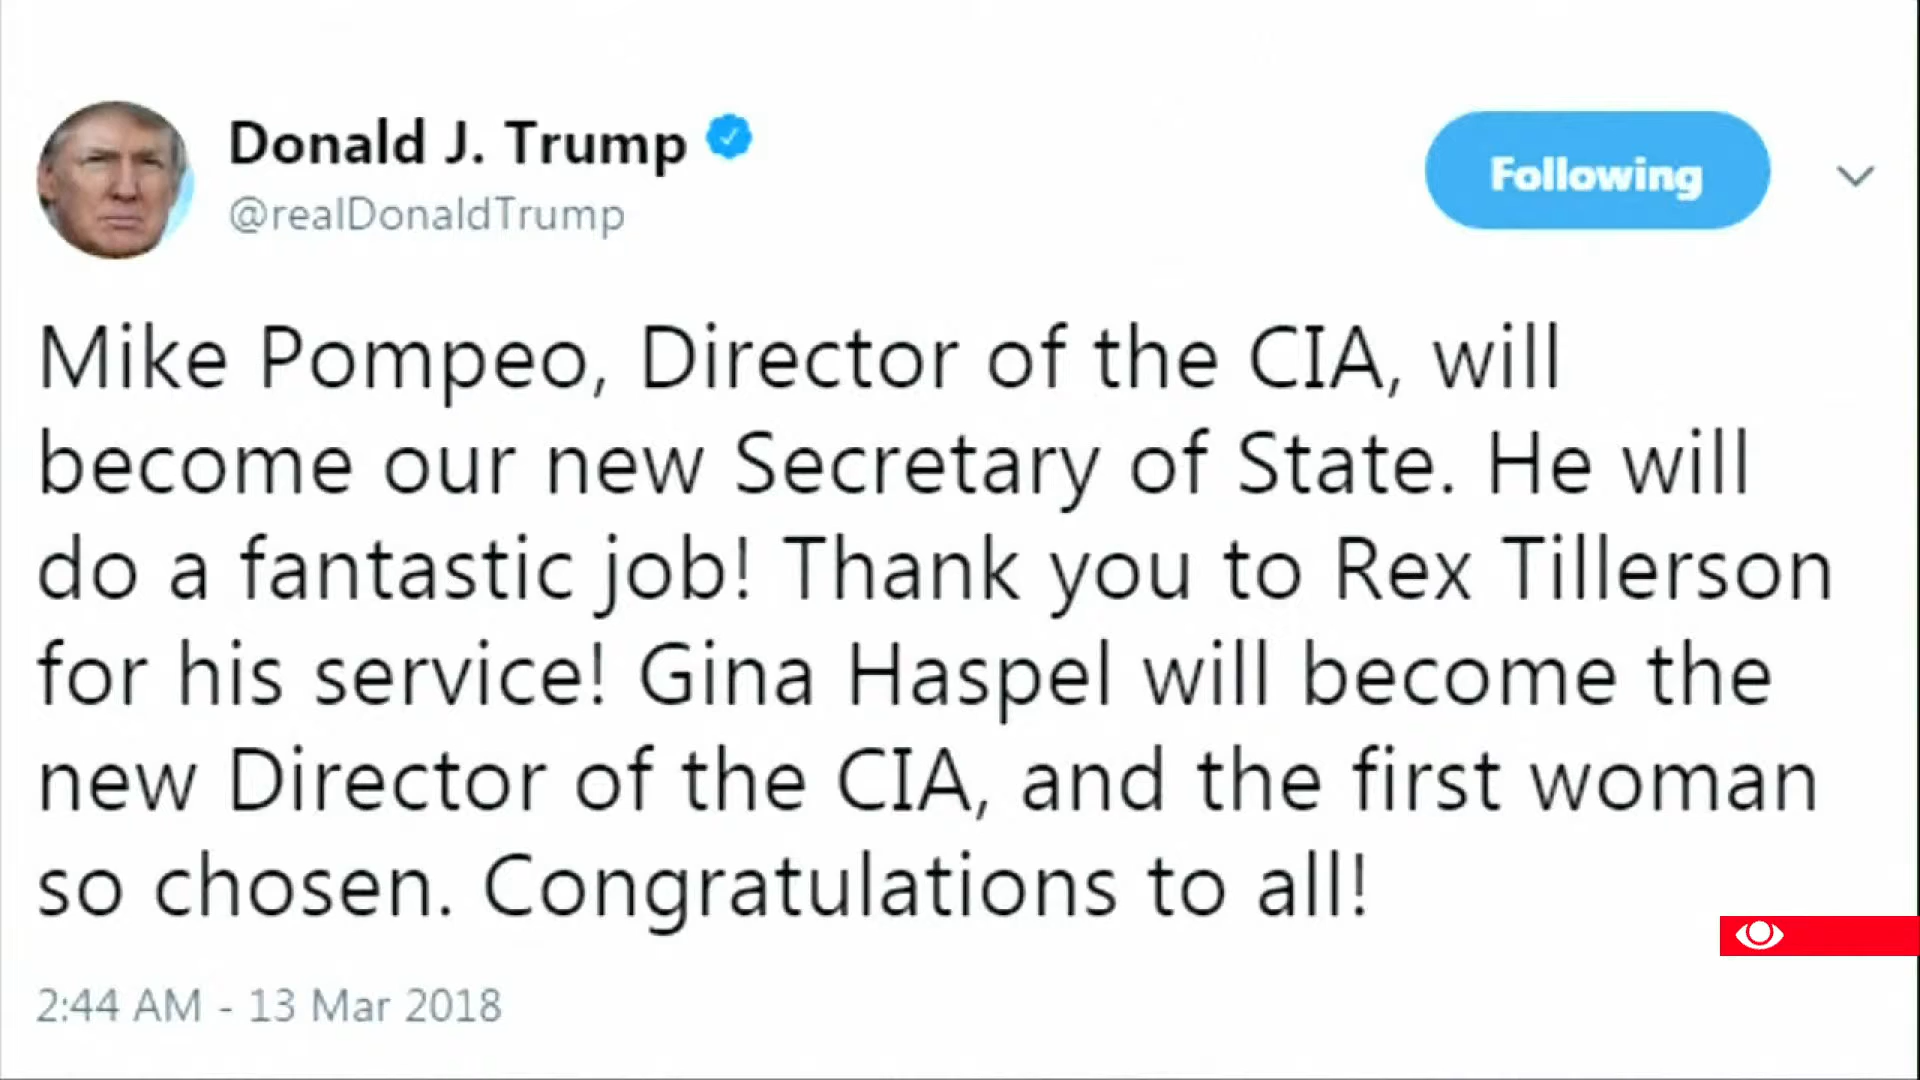 Donald J. Trump
@realDonaldTrump
Following
Mike Pompeo, Director of the CIA, will
become our new Secretary of State. He will
do a fantastic job! Thank you to Rex Tillerson
for his service! Gina Haspel will become the
new Director of the CIA, and the first woman
so chosen. Congratulations to all!
2:44 AM - 13 Mar 2018